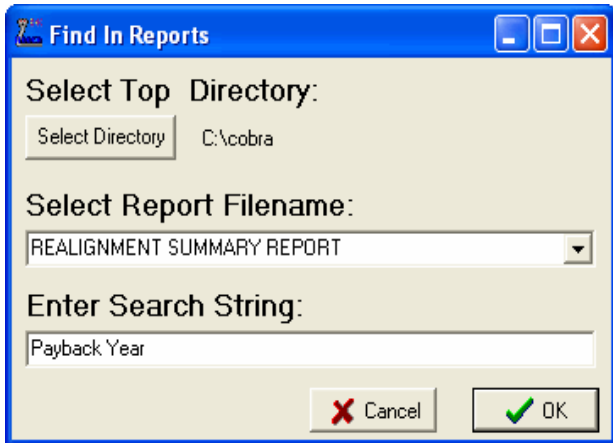 Find In Reports
Select Top Directory:
Select Directory C:\cobra
Select Report Filename:
REALIGNMENT SUMMARY REPORT
Enter Search String:
Payback Year
Cancel OK